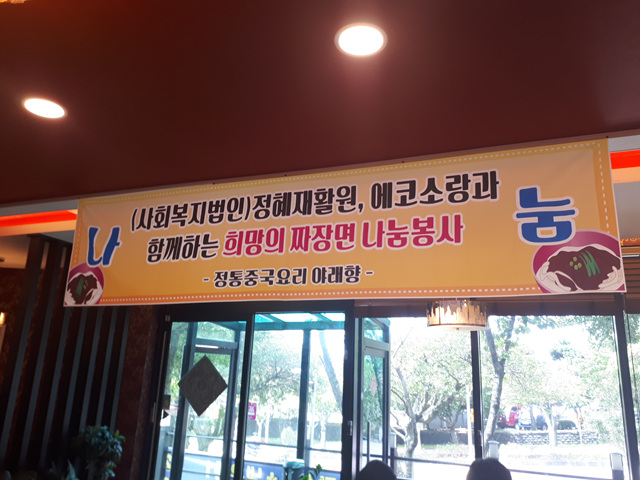 (사회복지법인)정혜재활원, 에코소랑과
함께하는 희망의 짜장면 나눔봉사
- 정통중국요리 야래향 -
나
눔